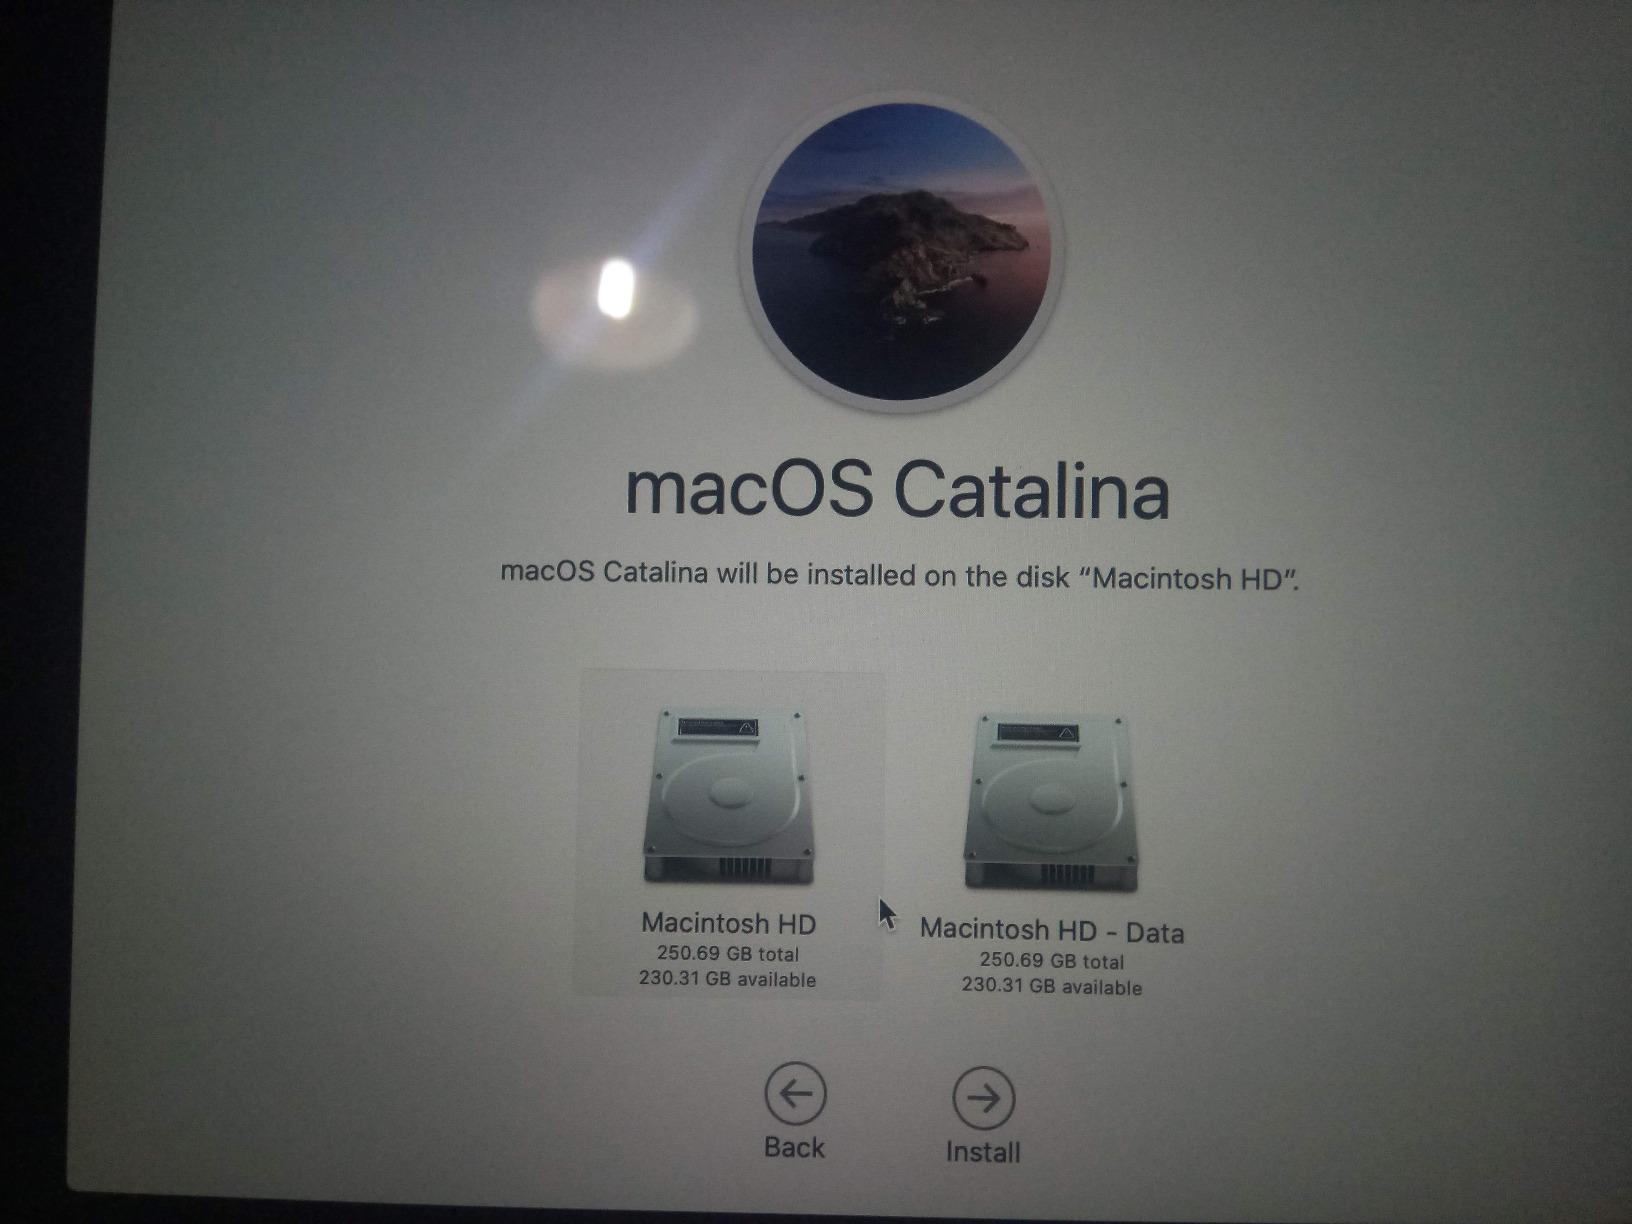 macOS Catalina
macOS Catalina will be installed on the disk “Macintosh HD”.
Macintosh HD
250.69 GB total
230.31 GB available
Macintosh HD - Data
250.69 GB total
230.31 GB available
Back
Install